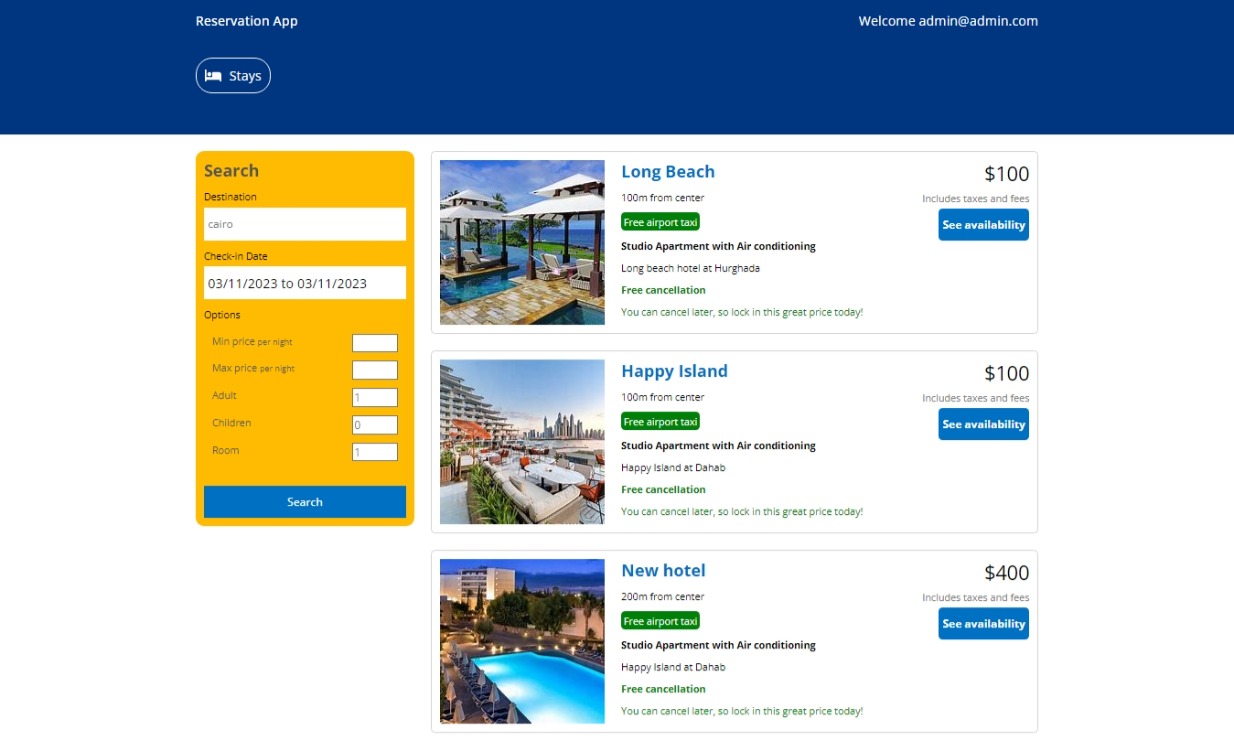 Reservation App
Welcome admin@admin.com
Stays
Search
Destination
cairo
Check-in Date
03/11/2023 to 03/11/2023
Options
Min price per night
Max price per night
Adult
1
Children
0
Room
1
Search
Long Beach
100m from center
Free airport taxi
Studio Apartment with Air conditioning
Long beach hotel at Hurghada
Free cancellation
You can cancel later, so lock in this great price today!
$100
Includes taxes and fees
See availability
Happy Island
100m from center
Free airport taxi
Studio Apartment with Air conditioning
Happy Island at Dahab
Free cancellation
You can cancel later, so lock in this great price today!
$100
Includes taxes and fees
See availability
New hotel
200m from center
Free airport taxi
Studio Apartment with Air conditioning
Happy Island at Dahab
Free cancellation
You can cancel later, so lock in this great price today!
$400
Includes taxes and fees
See availability